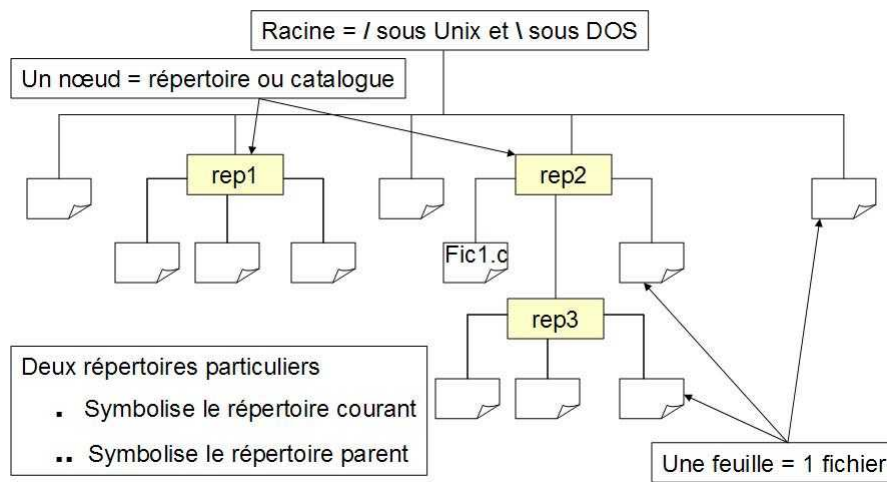 Racine = / sous Unix et \ sous DOS
Un nœud = répertoire ou catalogue
rep1
rep2
Fic1.c
rep3
Deux répertoires particuliers
. Symbolise le répertoire courant
.. Symbolise le répertoire parent
Une feuille = 1 fichier